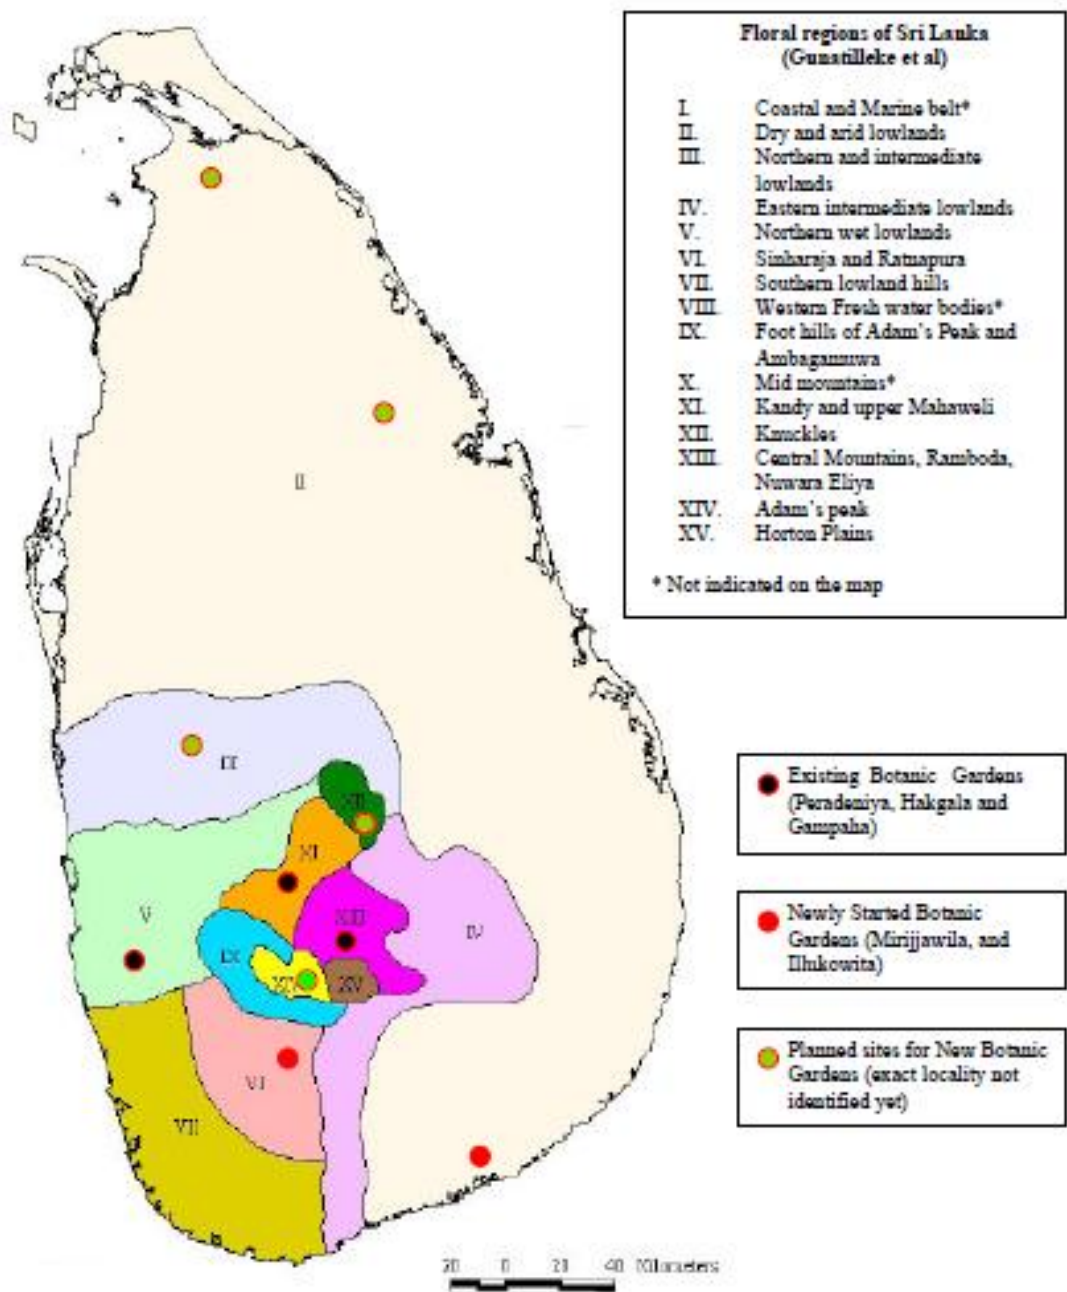 Floral regions of Sri Lanka
(Gunatilleke et al)
I. Coastal and Marine belt*
II. Dry and arid lowlands
III. Northern and intermediate
lowlands
IV. Eastern intermediate lowlands
V. Northern wet lowlands
VI. Sinharaja and Ratnapura
VII. Southern lowland hills
VIII. Western Fresh water bodies*
IX. Foot hills of Adam's Peak and
Ambagamuwa
X. Mid mountains*
XI. Kandy and upper Mahaweli
XII. Knuckles
XIII. Central Mountains, Ramboda,
Nuwara Eliya
XIV. Adam's peak
XV. Horton Plains
* Not indicated on the map
II
III
XII
XI
V
XIII
IV
IX
XIV
XV
VI
VII
Existing Botanic Gardens
(Peradeniya, Hakgala and
Gampaha)
Newly Started Botanic
Gardens (Mirijjawila, and
Illukowita)
Planned sites for New Botanic
Gardens (exact locality not
identified yet)
20 0 20 40 Kilometers